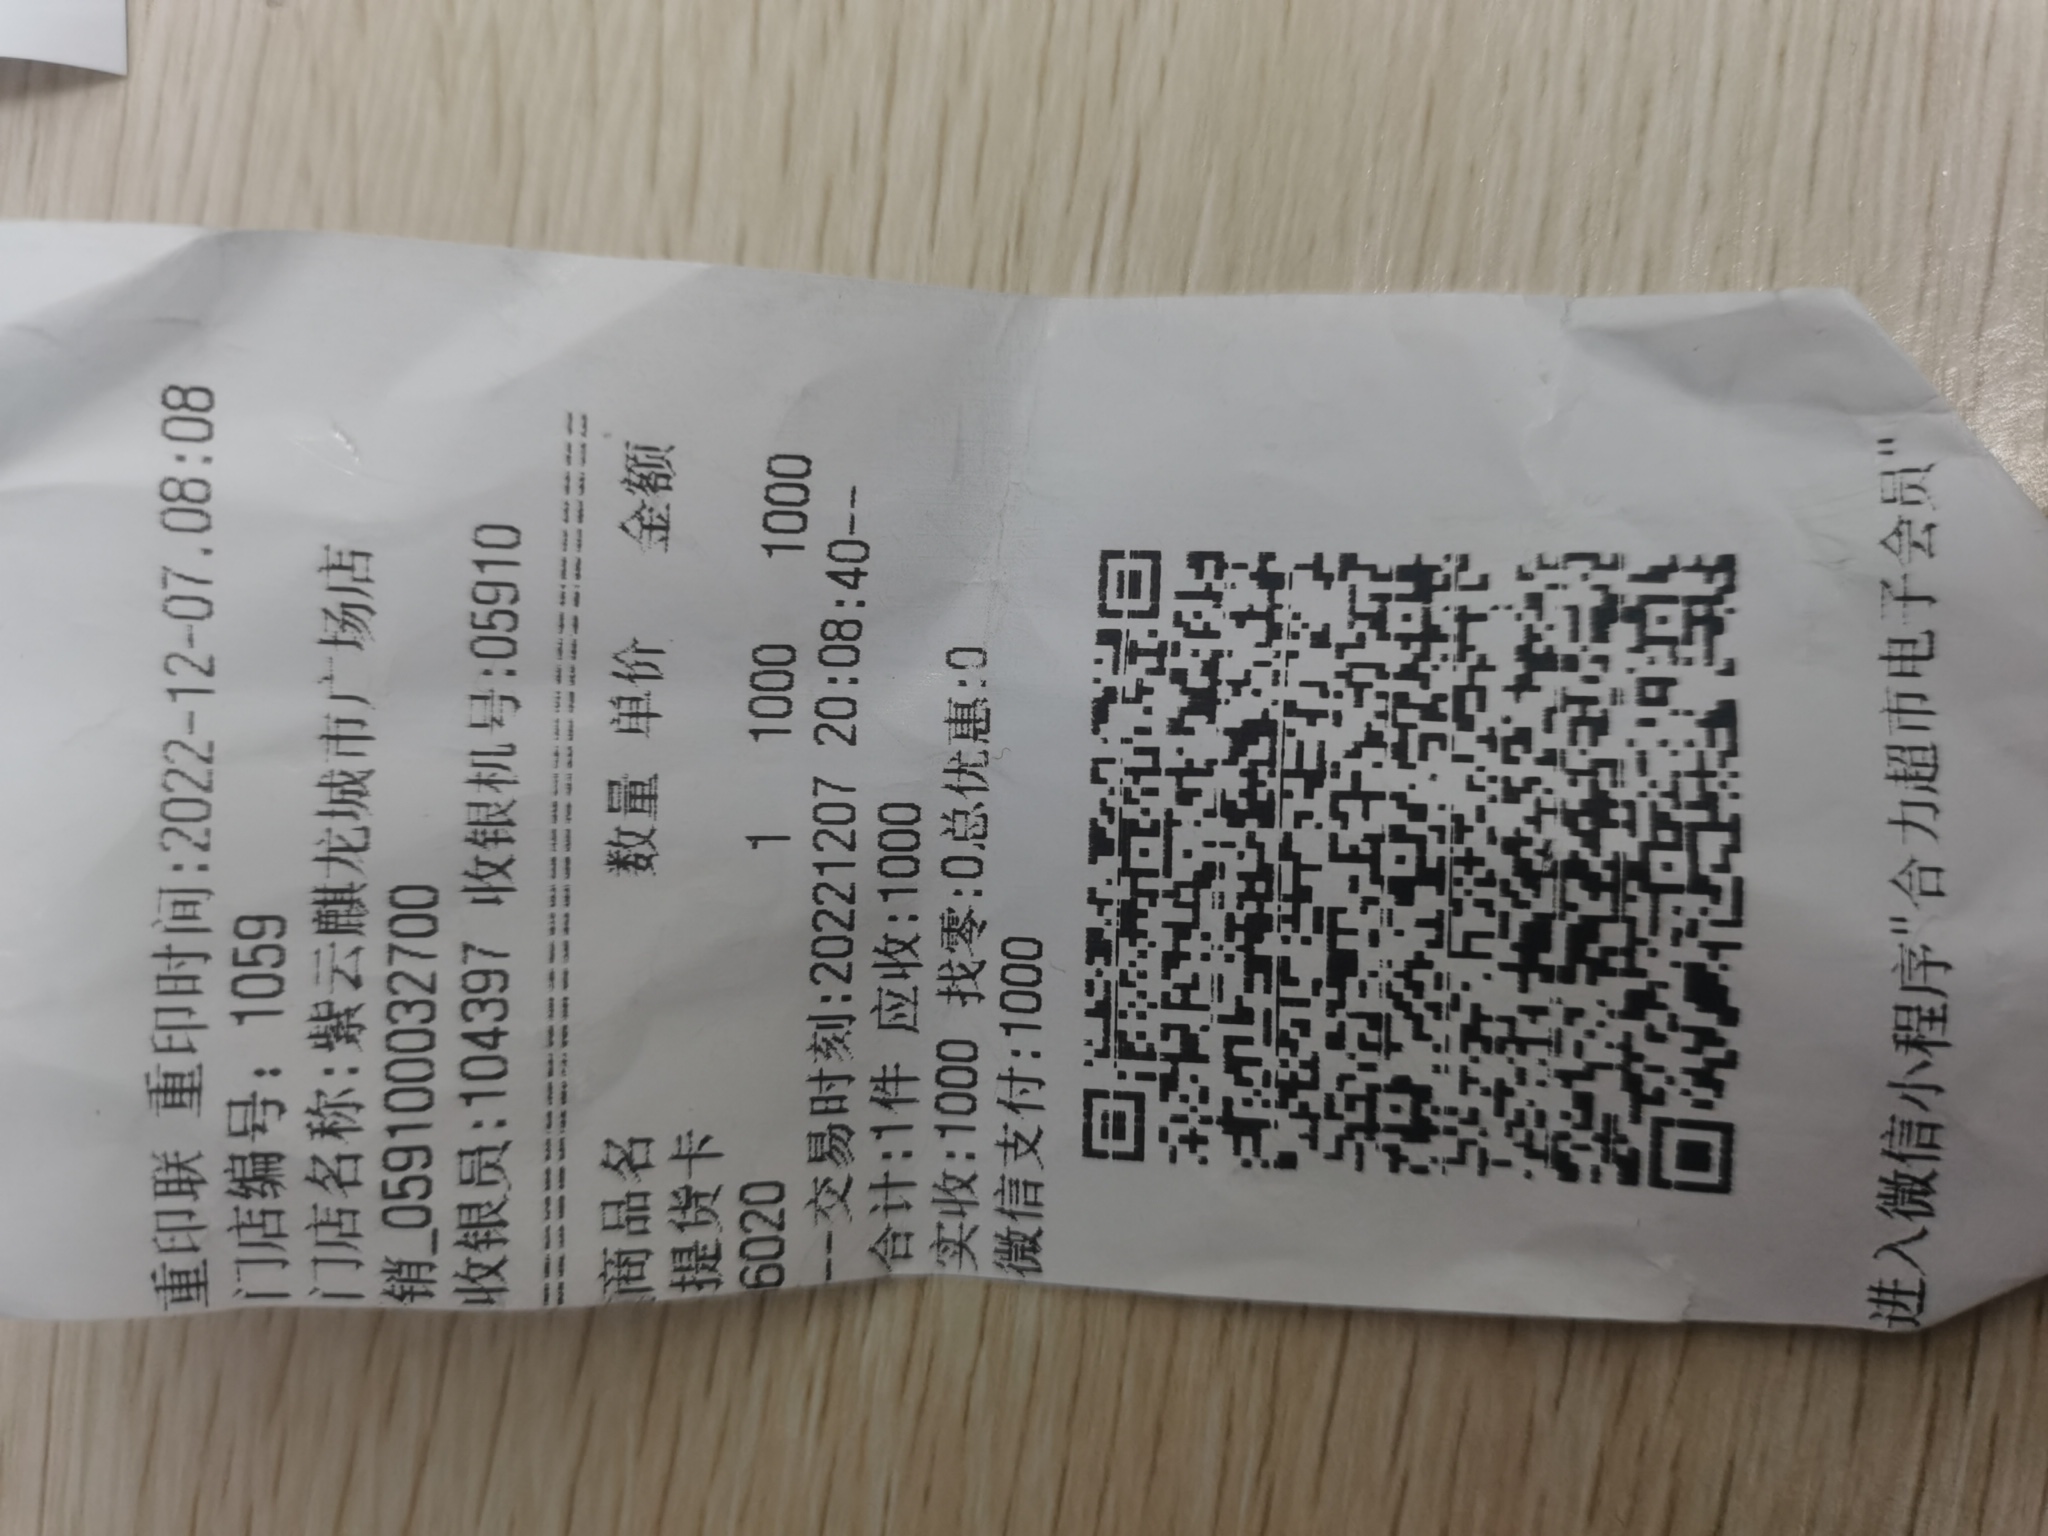 重印联 重印时间:2022-12-07.08:08
门店编号: 1059
门店名称:紫云麒龙城市广场店
销_0591000032700
收银员:104397 收银机号:05910
================================
商品名 数量 单价 金额
提货卡
6020 1 1000 1000
--交易时刻:20221207 20:08:40--
合计:1件 应收:1000
实收:1000 找零:0总优惠:0
微信支付:1000
进入微信小程序"合力超市电子会员"